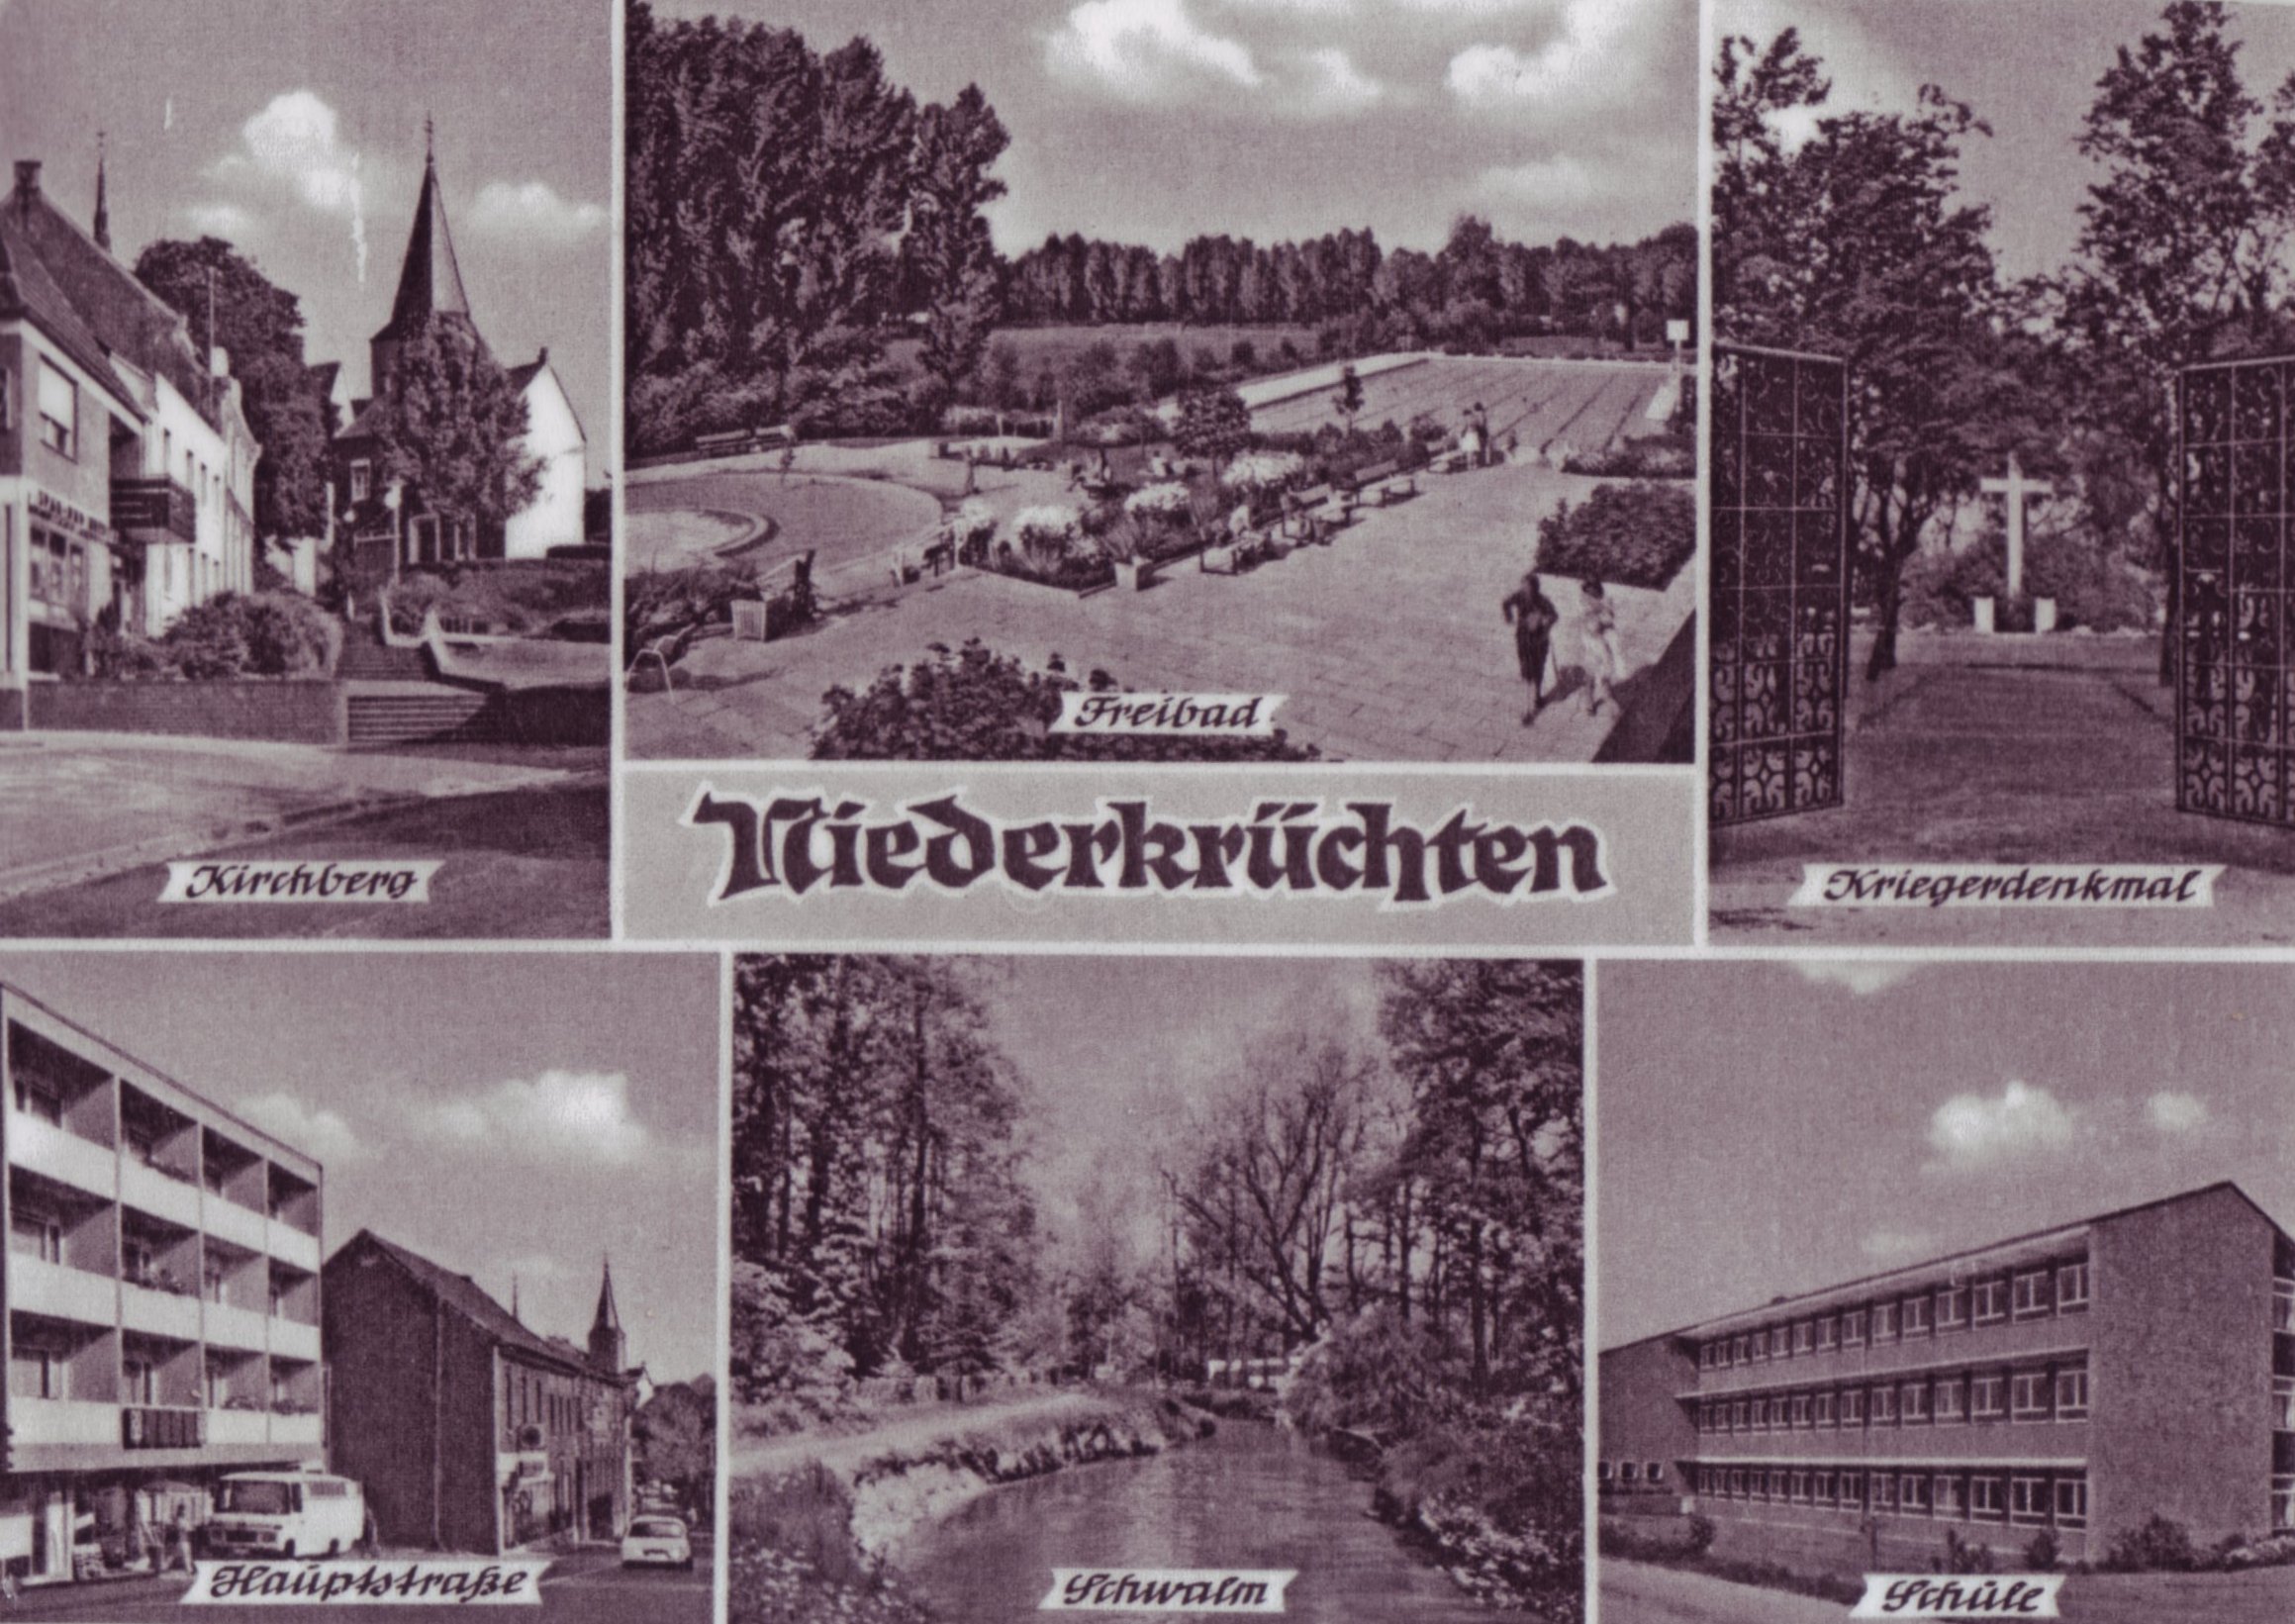 Freibad
Niederkrüchten
Kirchberg
Kriegerdenkmal
Hauptstraße
Schwalm
Schule